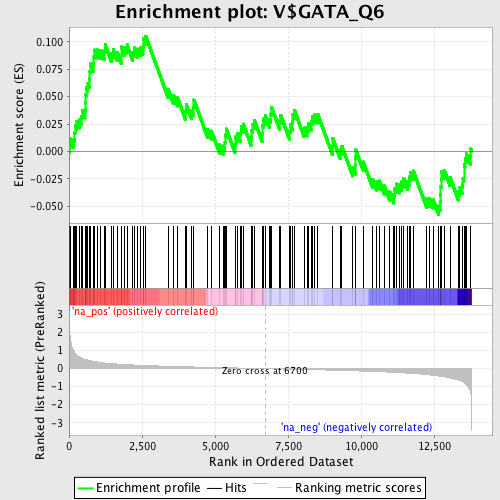 Enrichment plot: V$GATA_Q6
Enrichment score (ES)
0.100
0.075
0.050
0.025
0.000
-0.025
-0.050
'na_pos' (positively correlated)
Ranked list metric (PreRanked)
3
2
1
0
-1
-2
-3
Zero cross at 6700
'na_neg' (negatively correlated)
0
2,500
5,000
7,500
10,000
12,500
Rank in Ordered Dataset
Enrichment profile
Hits
Ranking metric scores